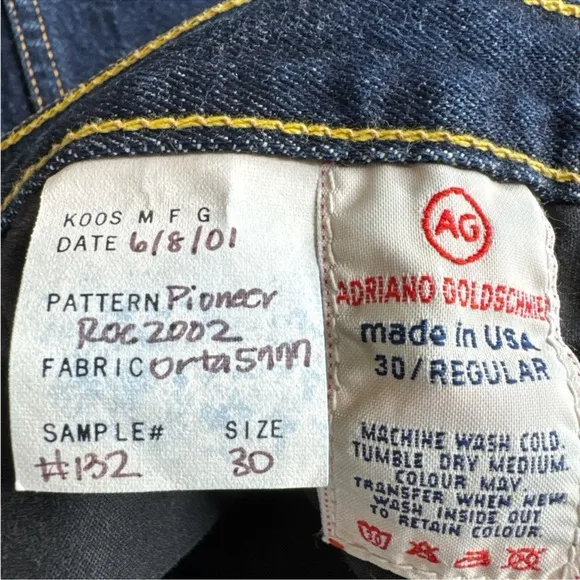 KOOS MFG
DATE 6/8/01
PATTERN Pioneer
Roc2002
FABRIC Orta5777
SAMPLE# SIZE
#132 30
AG
ADRIANO GOLDSCHMIED
made in USA
30/REGULAR
MACHINE WASH COLD.
TUMBLE DRY MEDIUM.
COLOUR MAY
TRANSFER WHEN NEW
WASH INSIDE OUT
TO RETAIN COLOUR.
30